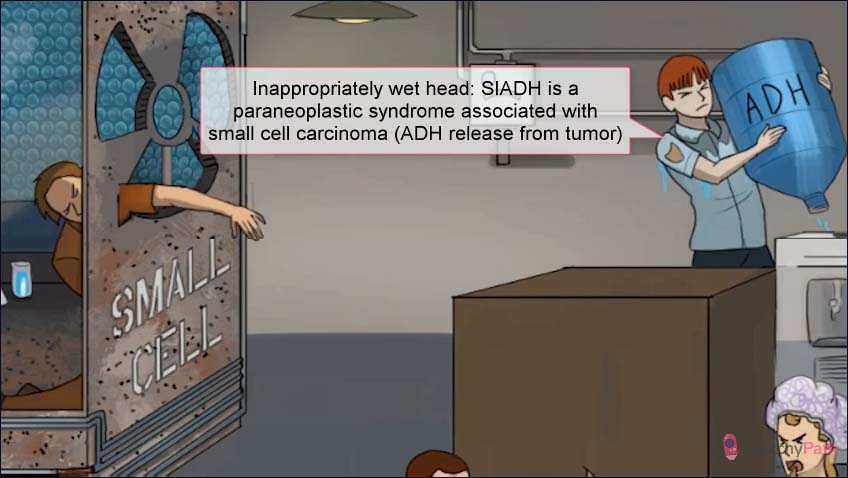 Inappropriately wet head: SIADH is a
paraneoplastic syndrome associated with
small cell carcinoma (ADH release from tumor)
ADH
SMALL
CELL